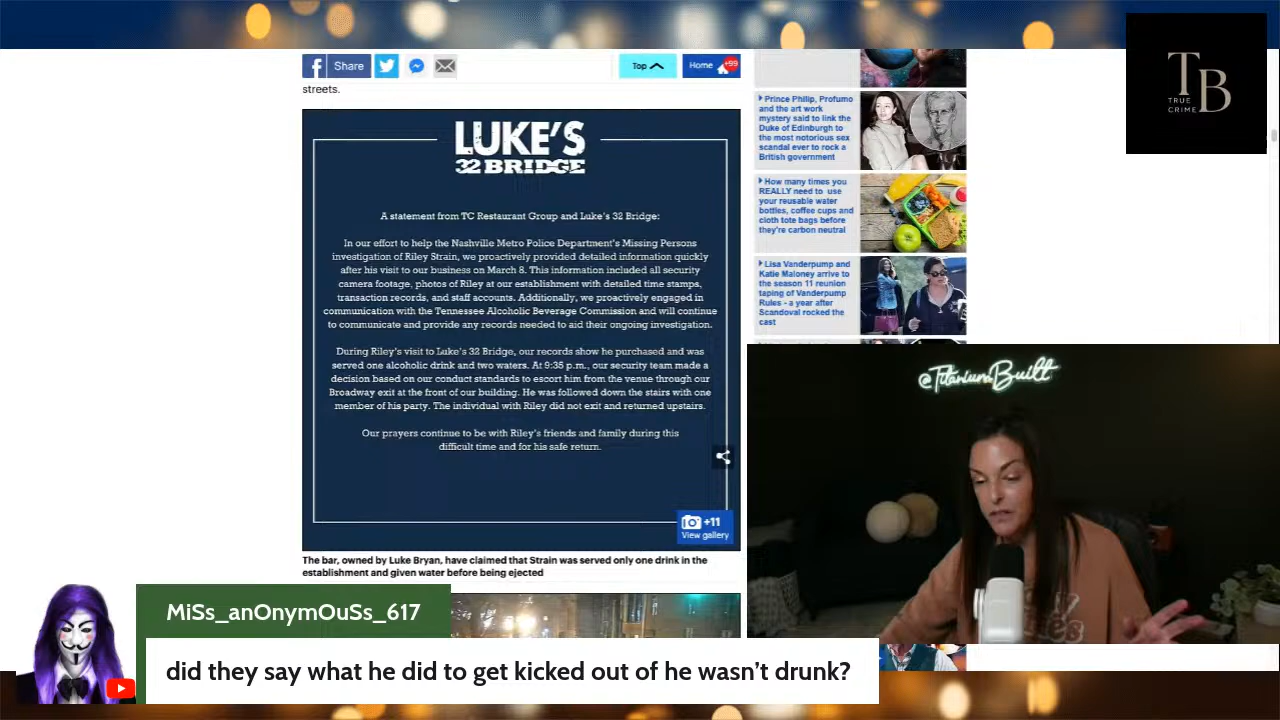 Share
Top
Home
+99
streets.
LUKE'S
32 BRIDGE
A statement from TC Restaurant Group and Luke's 32 Bridge:
In our effort to help the Nashville Metro Police Department's Missing Persons
investigation of Riley Strain, we proactively provided detailed information quickly
after his visit to our business on March 8. This information included all security
camera footage, photos of Riley at our establishment with detailed time stamps,
transaction records, and staff accounts. Additionally, we proactively engaged in
communication with the Tennessee Alcoholic Beverage Commission and will continue
to communicate and provide any records needed to aid their ongoing investigation.
During Riley's visit to Luke's 32 Bridge, our records show he purchased and was
served one alcoholic drink and two waters. At 9:35 p.m., our security team made a
decision based on our conduct standards to escort him from the venue through our
Broadway exit at the front of our building. He was followed down the stairs with one
member of his party. The individual with Riley did not exit and returned upstairs.
Our prayers continue to be with Riley's friends and family during this
difficult time and for his safe return.
+11
View gallery
The bar, owned by Luke Bryan, have claimed that Strain was served only one drink in the
establishment and given water before being ejected
Prince Philip, Profumo
and the art work
mystery said to link the
Duke of Edinburgh to
the most notorious sex
scandal ever to rock a
British government
How many times you
REALLY need to use
your reusable water
bottles, coffee cups and
cloth tote bags before
they're carbon neutral
Lisa Vanderpump and
Katie Maloney arrive to
the season 11 reunion
taping of Vanderpump
Rules - a year after
Scandoval rocked the
cast
TB
TRUE
CRIME
@TitaniumBuilt
MiSs_anOnymOuSs_617
did they say what he did to get kicked out of he wasn't drunk?